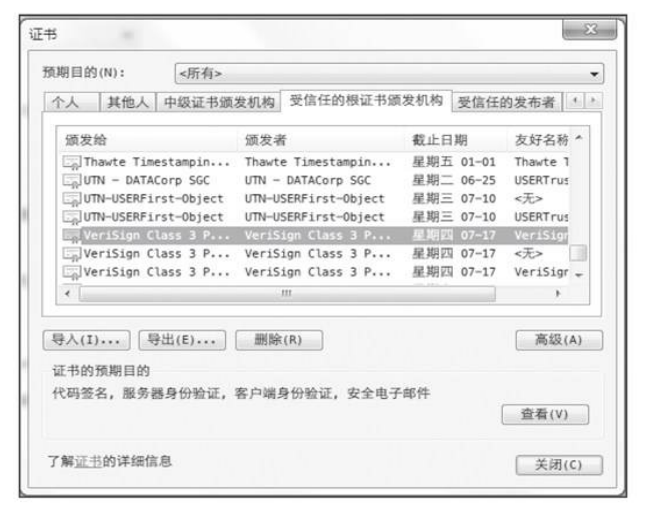 证书
预期目的(N): <所有>
个人 其他人 中级证书颁发机构 受信任的根证书颁发机构 受信任的发布者
颁发给 颁发者 截止日期 友好名称
Thawte Timestampin... Thawte Timestampin... 星期五 01-01 Thawte T
UTN - DATACorp SGC UTN - DATACorp SGC 星期二 06-25 USERTrus
UTN-USERFirst-Object UTN-USERFirst-Object 星期三 07-10 <无>
UTN-USERFirst-Object UTN-USERFirst-Object 星期三 07-10 USERTrus
VeriSign Class 3 P... VeriSign Class 3 P... 星期四 07-17 VeriSign
VeriSign Class 3 P... VeriSign Class 3 P... 星期四 07-17 <无>
VeriSign Class 3 P... VeriSign Class 3 P... 星期四 07-17 VeriSign
导入(I)... 导出(E)... 删除(R) 高级(A)
证书的预期目的
代码签名, 服务器身份验证, 客户端身份验证, 安全电子邮件
查看(V)
了解证书的详细信息
关闭(C)